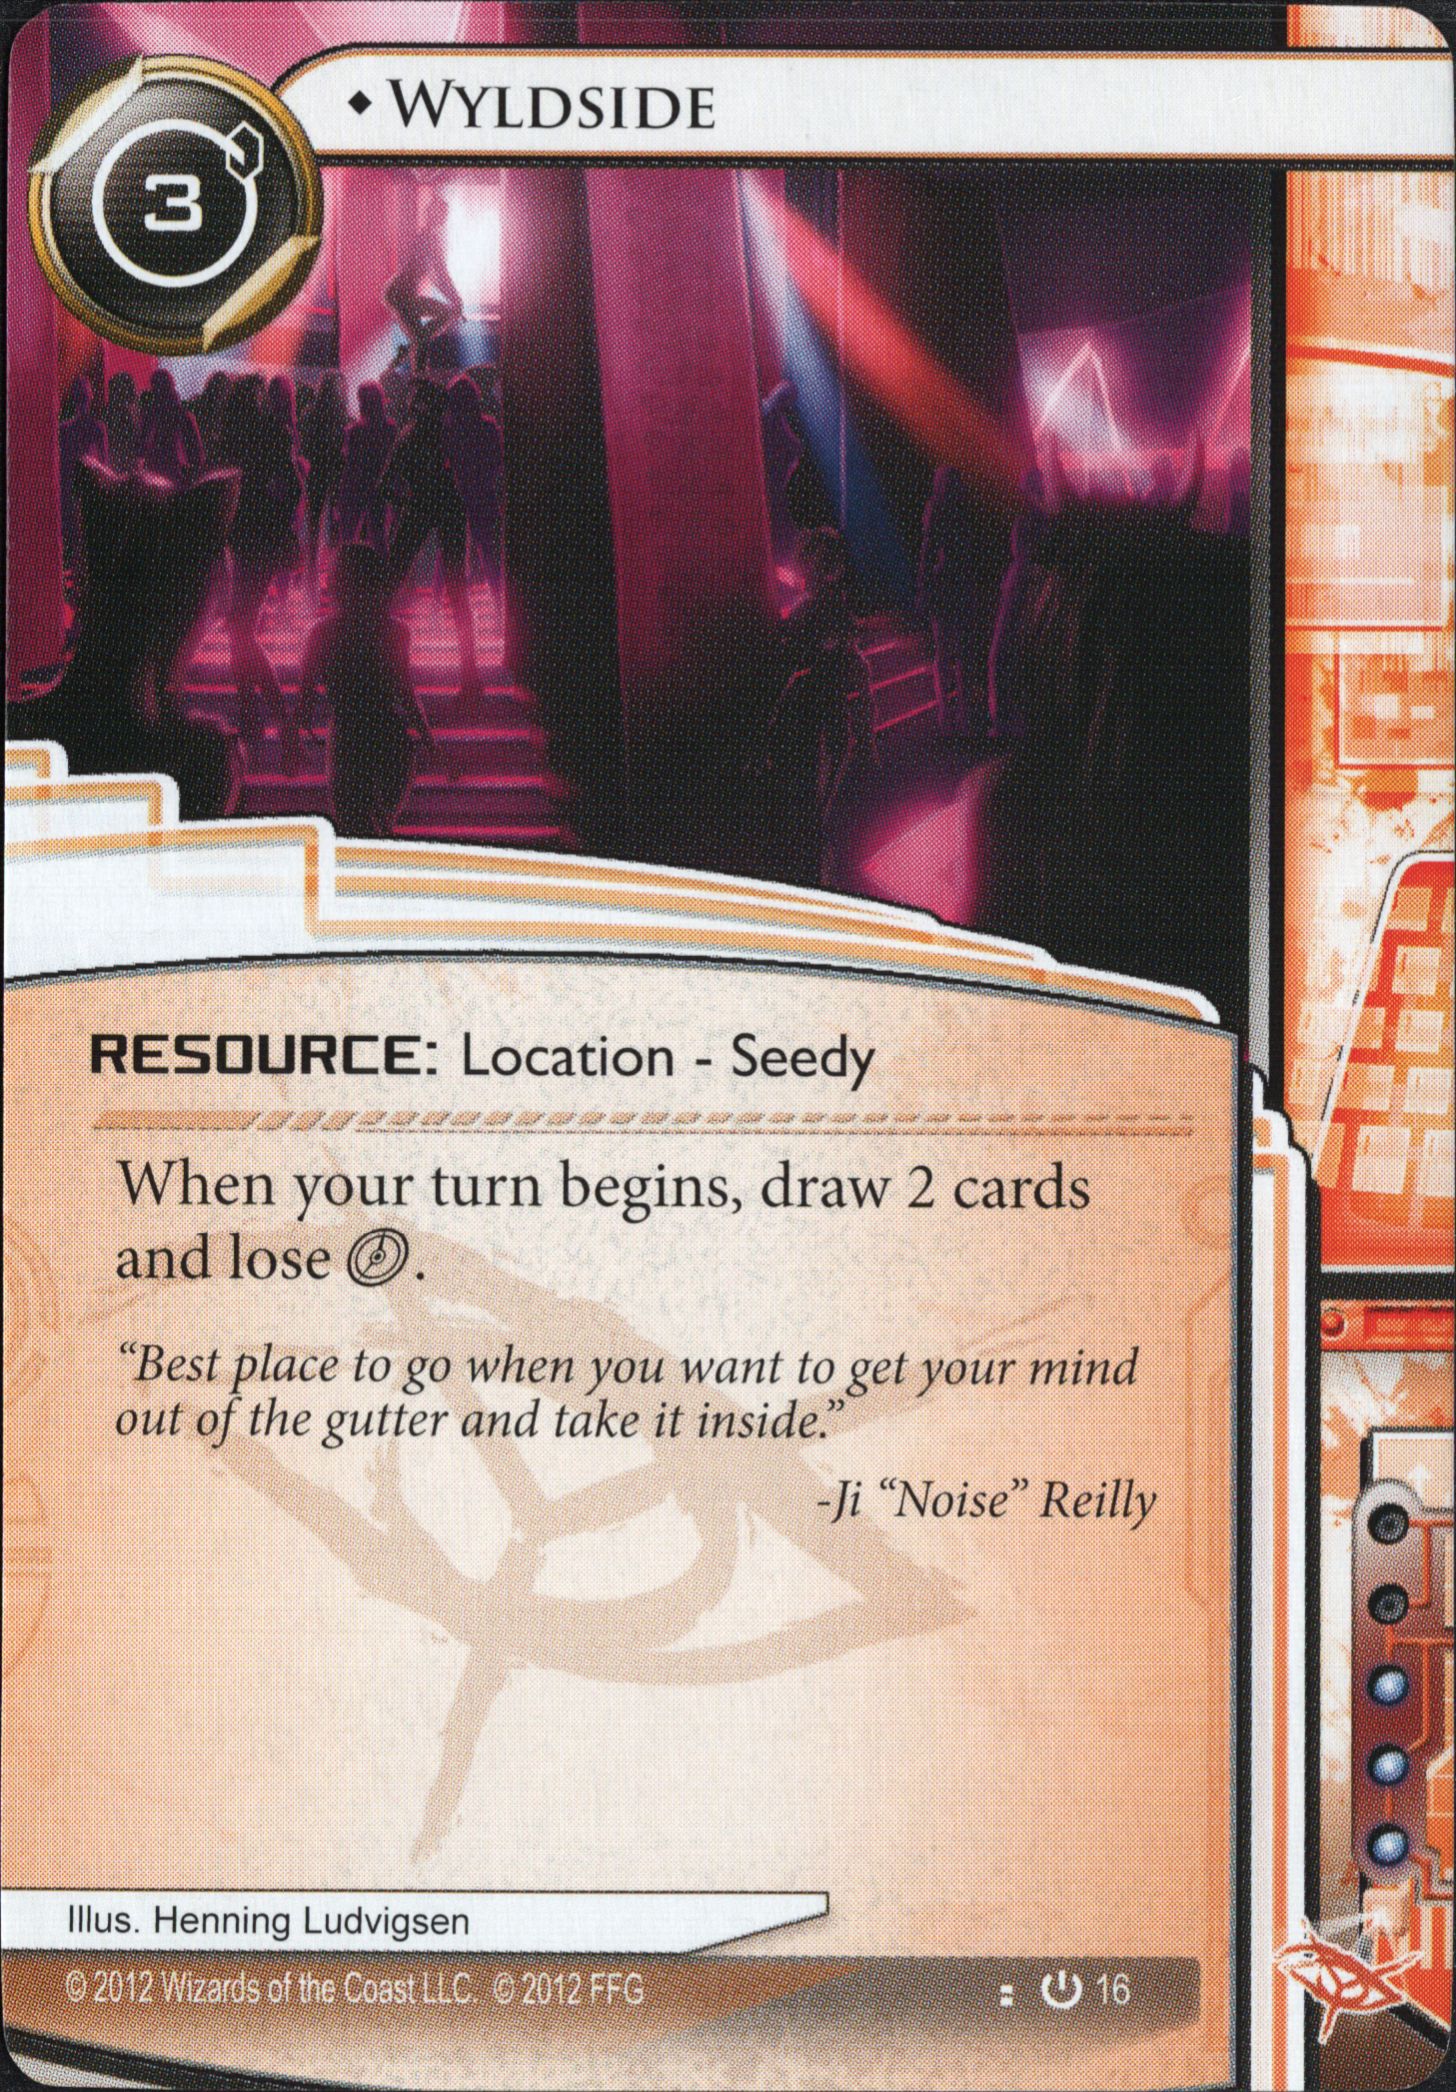 3
◆ WYLDSIDE
RESOURCE: Location - Seedy
When your turn begins, draw 2 cards
and lose .
“Best place to go when you want to get your mind
out of the gutter and take it inside.”
-Ji “Noise” Reilly
Illus. Henning Ludvigsen
© 2012 Wizards of the Coast LLC. © 2012 FFG
16